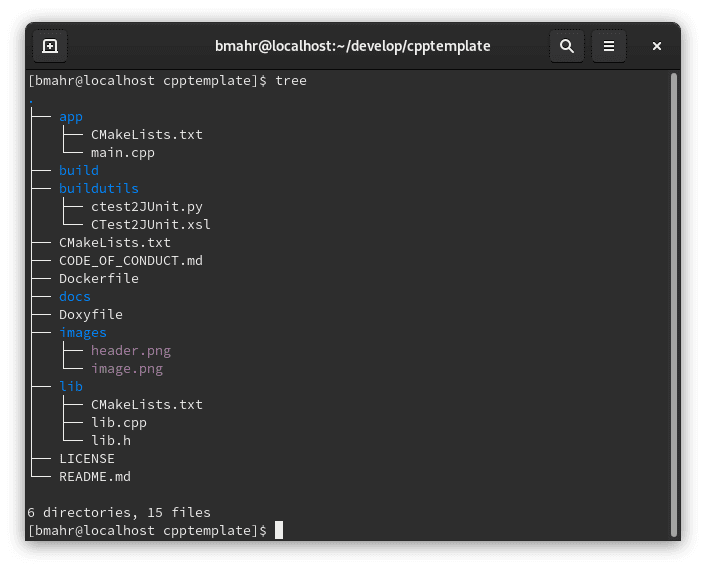 bmahr@localhost:~/develop/cpptemplate
[bmahr@localhost cpptemplate]$ tree
.
├── app
│   ├── CMakeLists.txt
│   └── main.cpp
├── build
├── buildutils
│   ├── ctest2JUnit.py
│   └── CTest2JUnit.xsl
├── CMakeLists.txt
├── CODE_OF_CONDUCT.md
├── Dockerfile
├── docs
├── Doxyfile
├── images
│   ├── header.png
│   └── image.png
├── lib
│   ├── CMakeLists.txt
│   ├── lib.cpp
│   └── lib.h
├── LICENSE
└── README.md
6 directories, 15 files
[bmahr@localhost cpptemplate]$